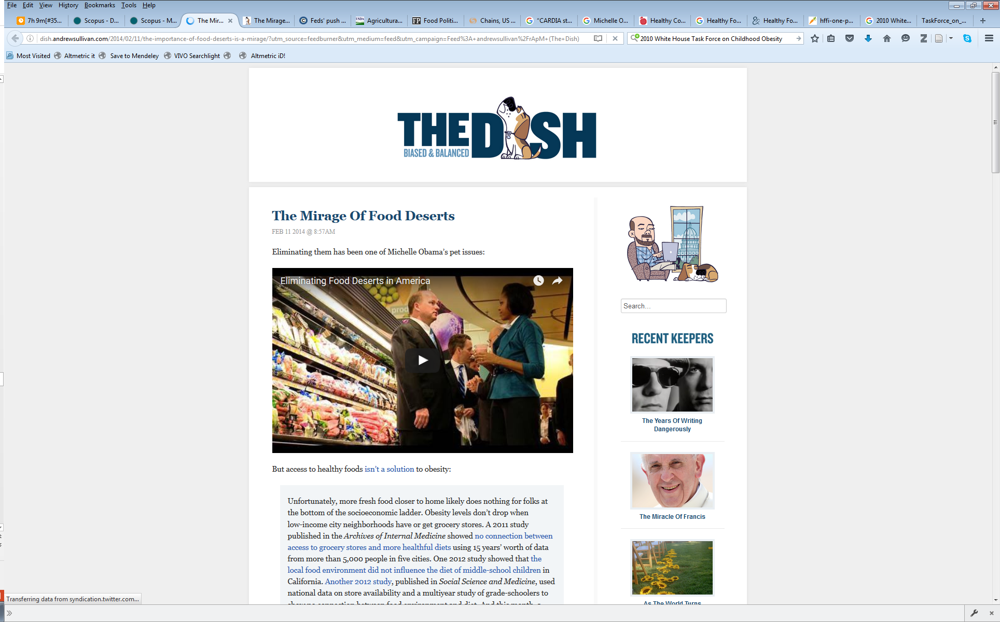 File Edit View History Bookmarks Tools Help
7h 9m[#35... Scopus - D... Scopus - M... The Mir... The Mirage... Feds' push ... Agricultura... Food Politi... Chains, US ... "CARDIA st... Michelle O... Healthy Co... Healthy Fo... Healthy Fo... hffi-one-p... 2010 White... TaskForce_on_...
dish.andrewsullivan.com/2014/02/11/the-importance-of-food-deserts-is-a-mirage/?utm_source=feedburner&utm_medium=feed&utm_campaign=Feed%3A+andrewsullivan%2FrApM+(The+Dish) 2010 White House Task Force on Childhood Obesity
Most Visited Altmetric it Save to Mendeley VIVO Searchlight Altmetric iD!
THE DISH
BIASED & BALANCED
The Mirage Of Food Deserts
FEB 11 2014 @ 8:57AM
Eliminating them has been one of Michelle Obama's pet issues:
Eliminating Food Deserts in America
prod
But access to healthy foods isn't a solution to obesity:
Unfortunately, more fresh food closer to home likely does nothing for folks at
the bottom of the socioeconomic ladder. Obesity levels don't drop when
low-income city neighborhoods have or get grocery stores. A 2011 study
published in the Archives of Internal Medicine showed no connection between
access to grocery stores and more healthful diets using 15 years' worth of data
from more than 5,000 people in five cities. One 2012 study showed that the
local food environment did not influence the diet of middle-school children in
California. Another 2012 study, published in Social Science and Medicine, used
national data on store availability and a multiyear study of grade-schoolers to
show no connection between food environment and diet. And this month, a
Search...
RECENT KEEPERS
The Years Of Writing
Dangerously
The Miracle Of Francis
As The World Turns
Transferring data from syndication.twitter.com...